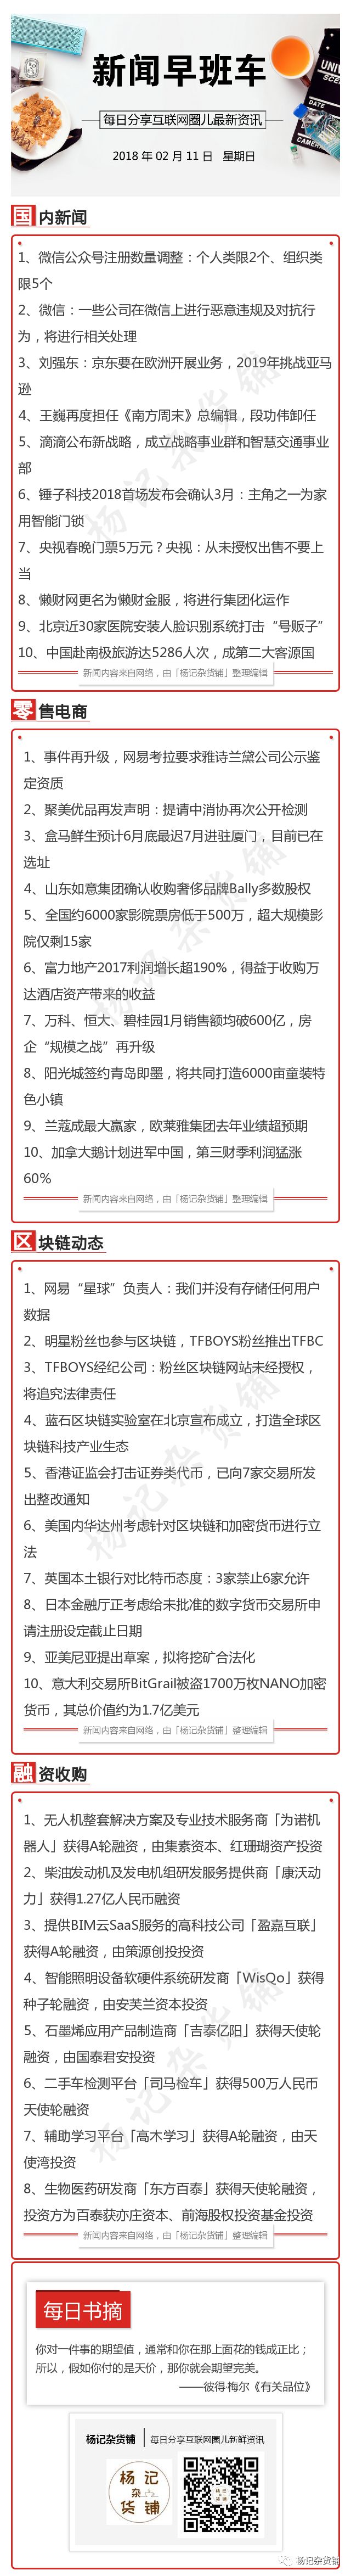 新闻早班车
每日分享互联网圈儿最新资讯
2018 年 02 月 11 日 星期日
国内新闻
1、微信公众号注册数量调整：个人类限2个、组织类
限5个
2、微信：一些公司在微信上进行恶意违规及对抗行
为，将进行相关处理
3、刘强东：京东要在欧洲开展业务，2019年挑战亚马
逊
4、王巍再度担任《南方周末》总编辑，段功伟卸任
5、滴滴公布新战略，成立战略事业群和智慧交通事业
部
6、锤子科技2018首场发布会确认3月：主角之一为家
用智能门锁
7、央视春晚门票5万元？央视：从未授权出售不要上
当
8、懒财网更名为懒财金服，将进行集团化运作
9、北京近30家医院安装人脸识别系统打击“号贩子”
10、中国赴南极旅游达5286人次，成第二大客源国
新闻内容来自网络，由「杨记杂货铺」整理编辑
杨记杂货铺
零售电商
1、事件再升级，网易考拉要求雅诗兰黛公司公示鉴
定资质
2、聚美优品再发声明：提请中消协再次公开检测
3、盒马鲜生预计6月底最迟7月进驻厦门，目前已在
选址
4、山东如意集团确认收购奢侈品牌Bally多数股权
5、全国约6000家影院票房低于500万，超大规模影
院仅剩15家
6、富力地产2017利润增长超190%，得益于收购万
达酒店资产带来的收益
7、万科、恒大、碧桂园1月销售额均破600亿，房
企“规模之战”再升级
8、阳光城签约青岛即墨，将共同打造6000亩童装特
色小镇
9、兰蔻成最大赢家，欧莱雅集团去年业绩超预期
10、加拿大鹅计划进军中国，第三财季利润猛涨
60%
新闻内容来自网络，由「杨记杂货铺」整理编辑
杨记杂货铺
区块链动态
1、网易“星球”负责人：我们并没有存储任何用户
数据
2、明星粉丝也参与区块链，TFBOYS粉丝推出TFBC
3、TFBOYS经纪公司：粉丝区块链网站未经授权，
将追究法律责任
4、蓝石区块链实验室在北京宣布成立，打造全球区
块链科技产业生态
5、香港证监会打击证券类代币，已向7家交易所发
出整改通知
6、美国内华达州考虑针对区块链和加密货币进行立
法
7、英国本土银行对比特币态度：3家禁止6家允许
8、日本金融厅正考虑给未批准的数字货币交易所申
请注册设定截止日期
9、亚美尼亚提出草案，拟将挖矿合法化
10、意大利交易所BitGrail被盗1700万枚NANO加密
货币，其总价值约为1.7亿美元
新闻内容来自网络，由「杨记杂货铺」整理编辑
杨记杂货铺
融资收购
1、无人机整套解决方案及专业技术服务商「为诺机
器人」获得A轮融资，由集素资本、红珊瑚资产投资
2、柴油发动机及发电机组研发服务提供商「康沃动
力」获得1.27亿人民币融资
3、提供BIM云SaaS服务的高科技公司「盈嘉互联」
获得A轮融资，由策源创投投资
4、智能照明设备软硬件系统研发商「WisQo」获得
种子轮融资，由安芙兰资本投资
5、石墨烯应用产品制造商「吉泰亿阳」获得天使轮
融资，由国泰君安投资
6、二手车检测平台「司马检车」获得500万人民币
天使轮融资
7、辅助学习平台「高木学习」获得A轮融资，由天
使湾投资
8、生物医药研发商「东方百泰」获得天使轮融资，
投资方为百泰获亦庄资本、前海股权投资基金投资
新闻内容来自网络，由「杨记杂货铺」整理编辑
杨记杂货铺
每日书摘
你对一件事的期望值，通常和你在那上面花的钱成正比；
所以，假如你付的是天价，那你就会期望完美。
——彼得·梅尔《有关品位》
杨记杂货铺 每日分享互联网圈儿新鲜资讯
杨记
杂
货铺
杨记杂货铺